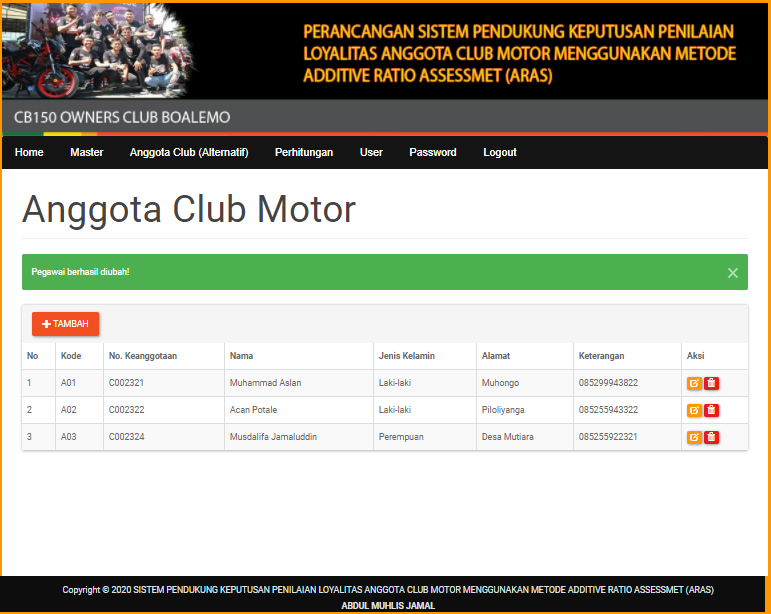 PERANCANGAN SISTEM PENDUKUNG KEPUTUSAN PENILAIAN
LOYALITAS ANGGOTA CLUB MOTOR MENGGUNAKAN METODE
ADDITIVE RATIO ASSESSMET (ARAS)
CB150 OWNERS CLUB BOALEMO
Home Master Anggota Club (Alternatif) Perhitungan User Password Logout
Anggota Club Motor
Pegawai berhasil diubah! ×
+ TAMBAH
No Kode No. Keanggotaan Nama Jenis Kelamin Alamat Keterangan Aksi
1 A01 C002321 Muhammad Aslan Laki-laki Muhongo 085299943822
2 A02 C002322 Acan Potale Laki-laki Piloliyanga 085255943322
3 A03 C002324 Musdalifa Jamaluddin Perempuan Desa Mutiara 085255922321
Copyright © 2020 SISTEM PENDUKUNG KEPUTUSAN PENILAIAN LOYALITAS ANGGOTA CLUB MOTOR MENGGUNAKAN METODE ADDITIVE RATIO ASSESSMET (ARAS)
ABDUL MUHLIS JAMAL